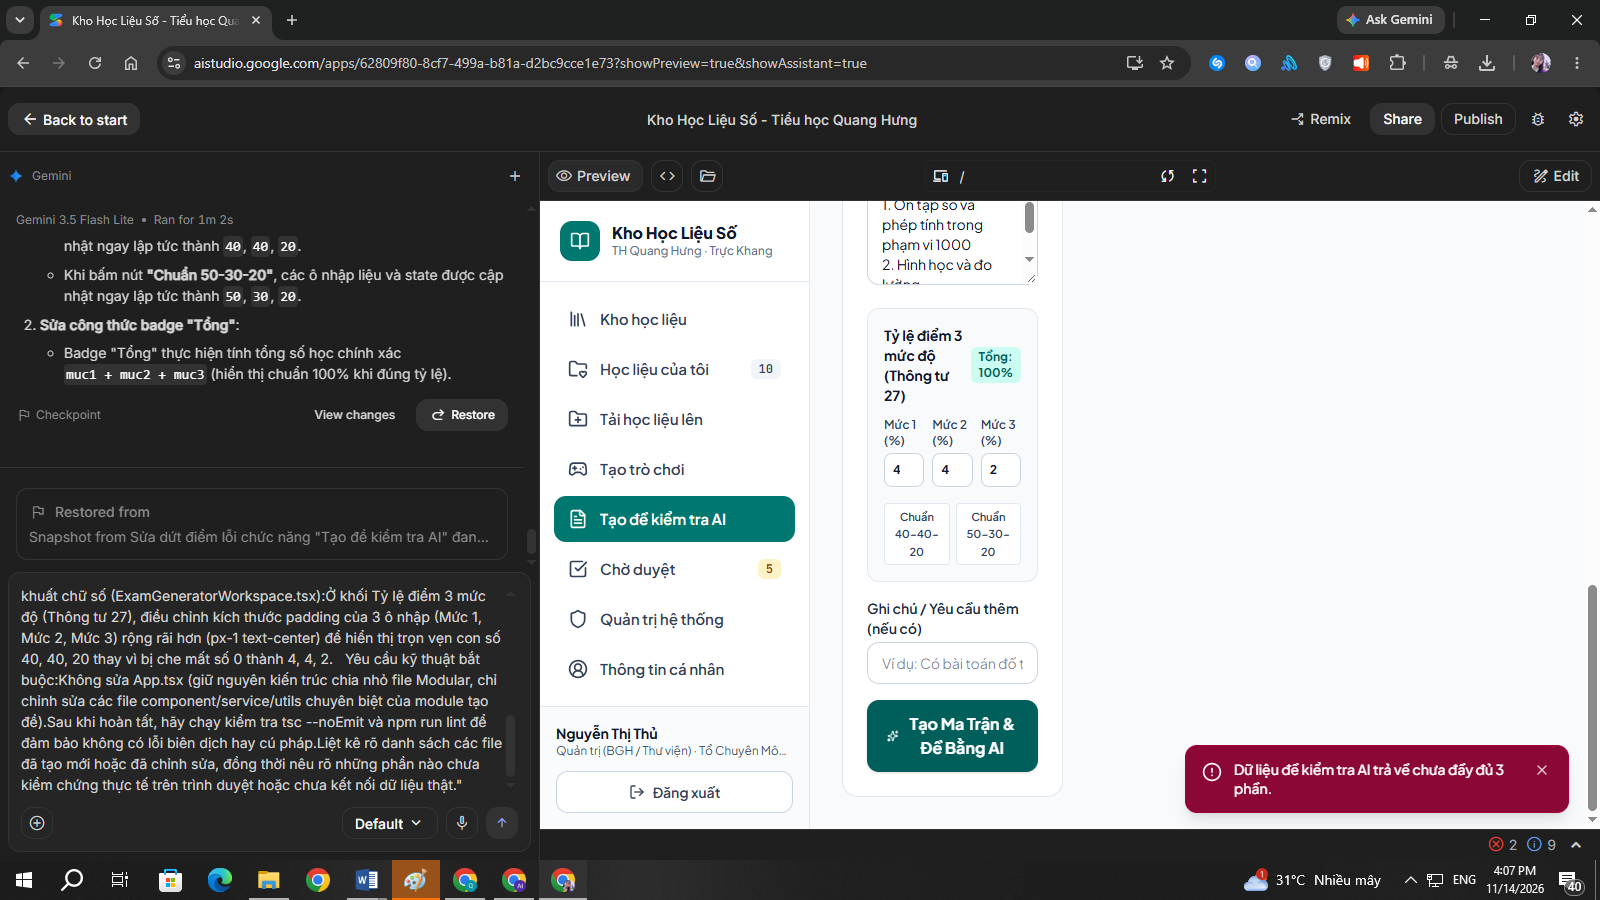 Kho Học Liệu Số - Tiểu học Qua
Ask Gemini
aistudio.google.com/apps/62809f80-8cf7-499a-b81a-d2bc9cce1e73?showPreview=true&showAssistant=true
Back to start
Kho Học Liệu Số - Tiểu học Quang Hưng
Remix
Share
Publish
Gemini
Preview
/
Edit
Gemini 3.5 Flash Lite • Ran for 1m 2s
nhật ngay lập tức thành 40, 40, 20.
Khi bấm nút "Chuẩn 50-30-20", các ô nhập liệu và state được cập
nhật ngay lập tức thành 50, 30, 20.
2. Sửa công thức badge "Tổng":
Badge "Tổng" thực hiện tính tổng số học chính xác
muc1 + muc2 + muc3 (hiển thị chuẩn 100% khi đúng tỷ lệ).
Checkpoint
View changes
Restore
Restored from
Snapshot from Sửa dứt điểm lỗi chức năng "Tạo đề kiểm tra AI" đan...
khuất chữ số (ExamGeneratorWorkspace.tsx):Ở khối Tỷ lệ điểm 3 mức
độ (Thông tư 27), điều chỉnh kích thước padding của 3 ô nhập (Mức 1,
Mức 2, Mức 3) rộng rãi hơn (px-1 text-center) để hiển thị trọn vẹn con số
40, 40, 20 thay vì bị che mất số 0 thành 4, 4, 2. Yêu cầu kỹ thuật bắt
buộc:Không sửa App.tsx (giữ nguyên kiến trúc chia nhỏ file Modular, chỉ
chỉnh sửa các file component/service/utils chuyên biệt của module tạo
đề).Sau khi hoàn tất, hãy chạy kiểm tra tsc --noEmit và npm run lint để
đảm bảo không có lỗi biên dịch hay cú pháp.Liệt kê rõ danh sách các file
đã tạo mới hoặc đã chỉnh sửa, đồng thời nêu rõ những phần nào chưa
kiểm chứng thực tế trên trình duyệt hoặc chưa kết nối dữ liệu thật."
Default
Kho Học Liệu Số
TH Quang Hưng · Trực Khang
Kho học liệu
Học liệu của tôi
10
Tải học liệu lên
Tạo trò chơi
Tạo đề kiểm tra AI
Chờ duyệt
5
Quản trị hệ thống
Thông tin cá nhân
Nguyễn Thị Thủ
Quản trị (BGH / Thư viện) · Tổ Chuyên Mô...
Đăng xuất
1. Ôn tập số và
phép tính trong
phạm vi 1000
2. Hình học và đo
lường
Tỷ lệ điểm 3
mức độ
(Thông tư
27)
Tổng:
100%
Mức 1
(%)
Mức 2
(%)
Mức 3
(%)
4
4
2
Chuẩn
40-40-
20
Chuẩn
50-30-
20
Ghi chú / Yêu cầu thêm
(nếu có)
Ví dụ: Có bài toán đố t
Tạo Ma Trận &
Đề Bằng AI
Dữ liệu đề kiểm tra AI trả về chưa đầy đủ 3
phần.
2
9
31°C Nhiều mây
ENG
4:07 PM
11/14/2026
40